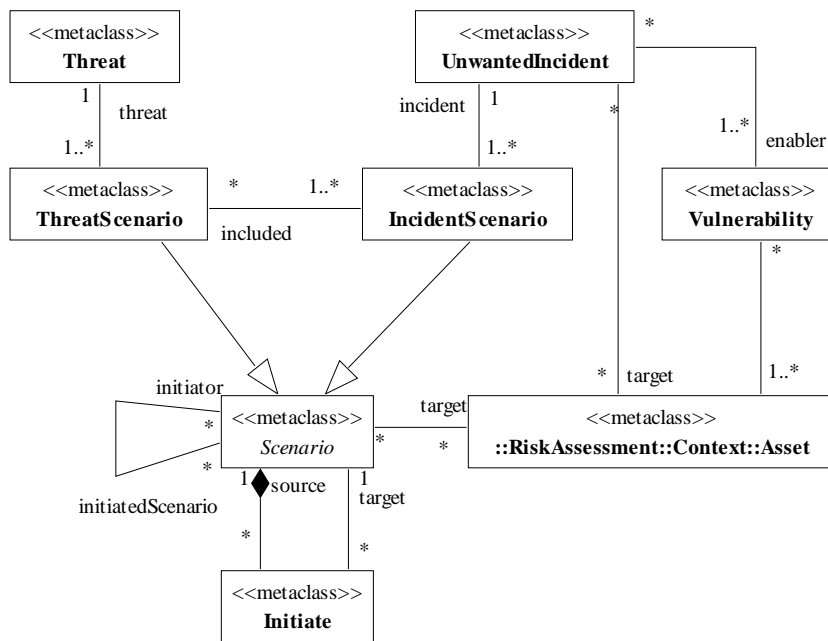 <<metaclass>>
Threat
<<metaclass>>
UnwantedIncident
*
1
threat
incident
1
*
1..*
1..*
1..*
enabler
<<metaclass>>
ThreatScenario
*
1..*
included
<<metaclass>>
IncidentScenario
<<metaclass>>
Vulnerability
*
initiator
*
target
1..*
*
*
initiatedScenario
<<metaclass>>
Scenario
*
target
*
<<metaclass>>
::RiskAssessment::Context::Asset
1
source
1
target
*
*
<<metaclass>>
Initiate